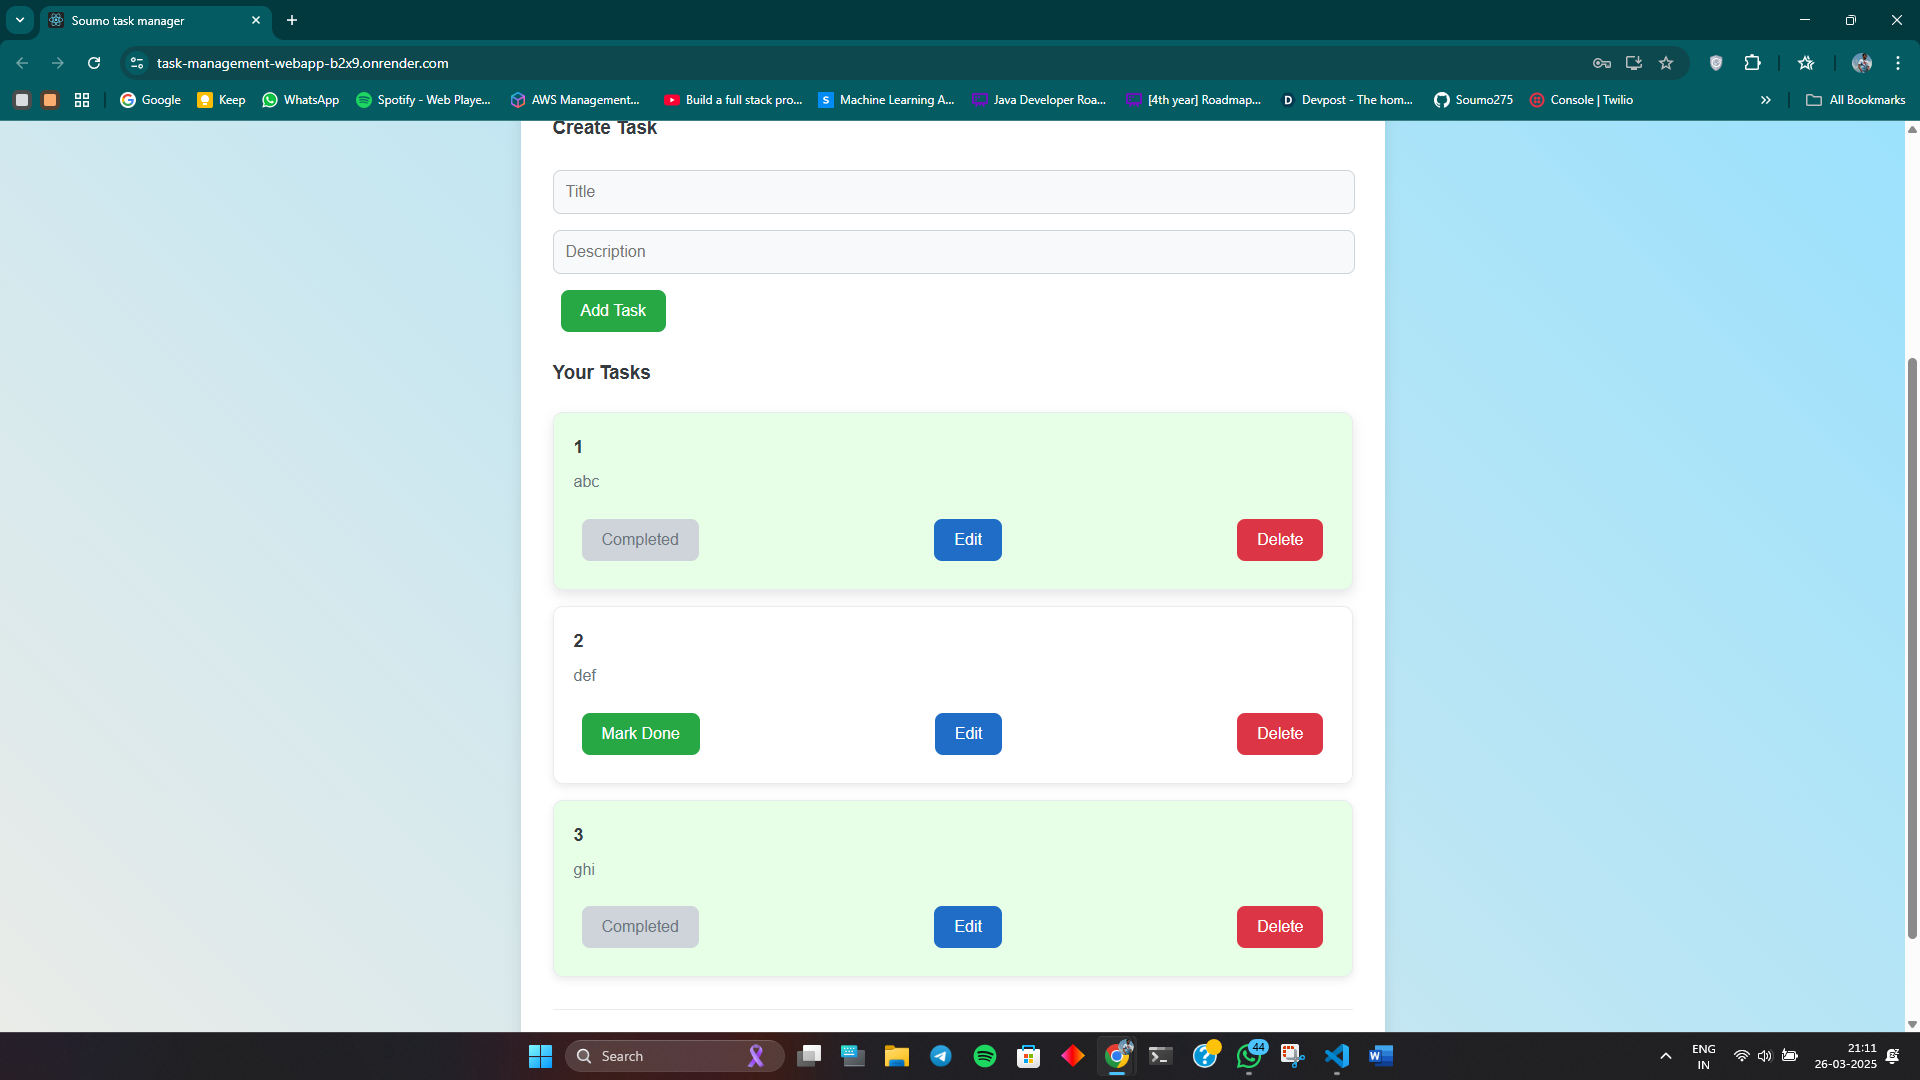 Soumo task manager
task-management-webapp-b2x9.onrender.com
Google Keep WhatsApp Spotify - Web Playe... AWS Management... Build a full stack pro... Machine Learning A... Java Developer Roa... [4th year] Roadmap... Devpost - The hom... Soumo275 Console | Twilio » All Bookmarks
Create Task
Title
Description
Add Task
Your Tasks
1
abc
Completed Edit Delete
2
def
Mark Done Edit Delete
3
ghi
Completed Edit Delete
Search
44
ENG
IN
21:11
26-03-2025